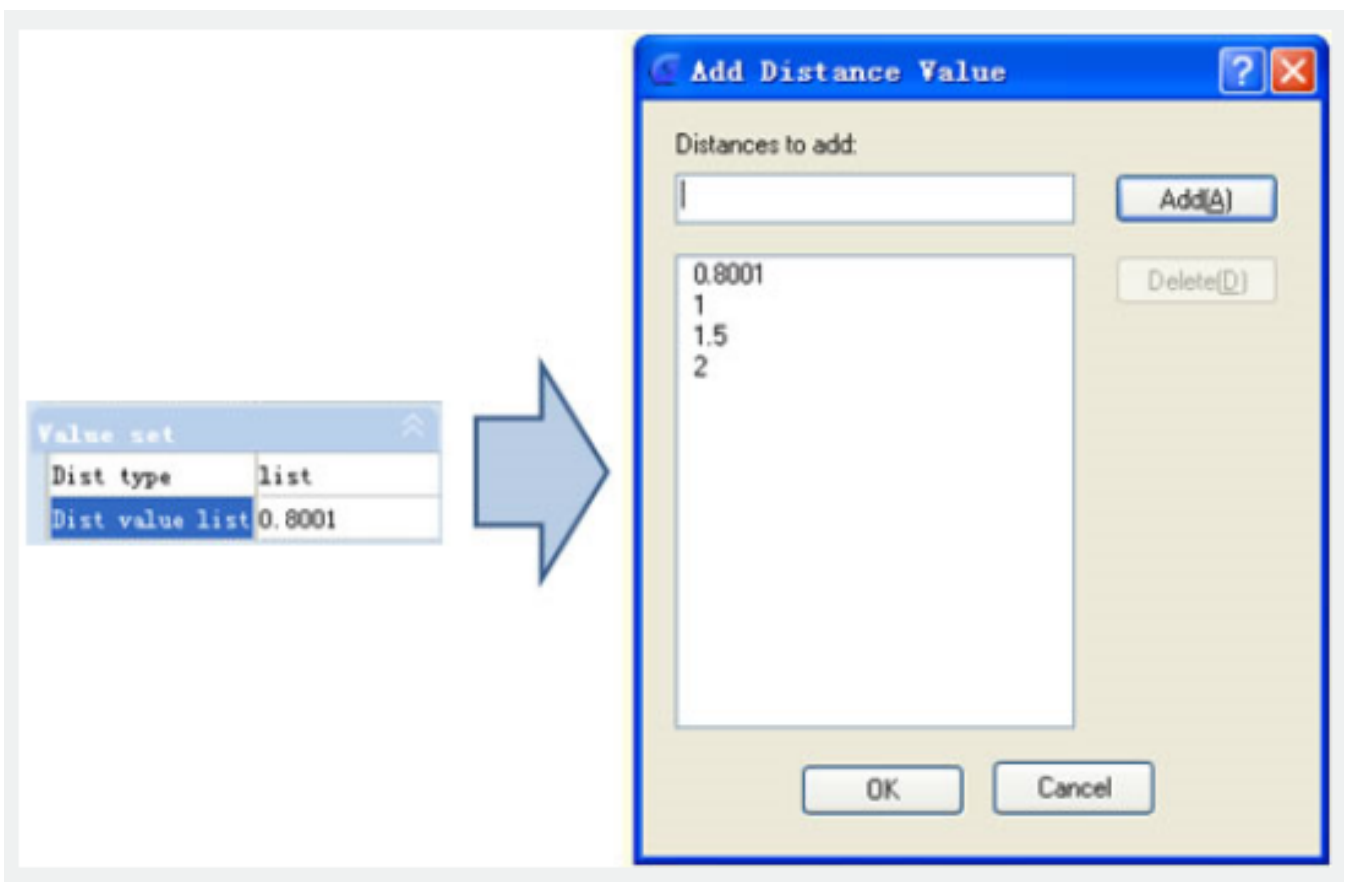 Value set
Dist type list
Dist value list 0.8001
Add Distance Value
Distances to add:
Add(A)
0.8001
Delete(D)
1
1.5
2
OK Cancel